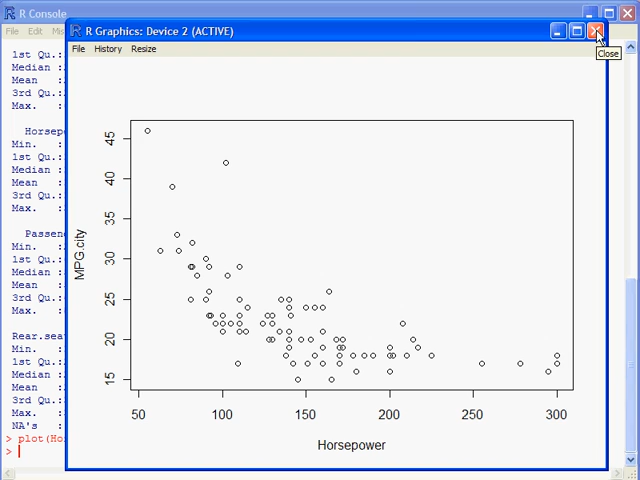 R Console
R Graphics: Device 2 (ACTIVE)
File Edit
File History Resize
Close
1st Qu.:
Median :
Mean :
3rd Qu.:
Max. :
Min. :
1st Qu.:
Median :
Mean :
3rd Qu.:
Max. :
Min. :
1st Qu.:
Median :
Mean :
3rd Qu.:
Max. :
Min. :
1st Qu.:
Median :
Mean :
3rd Qu.:
Max. :
NA's :
> plot(Ho
>
MPG.city
45
40
35
30
25
20
15
50 100 150 200 250 300
Horsepower